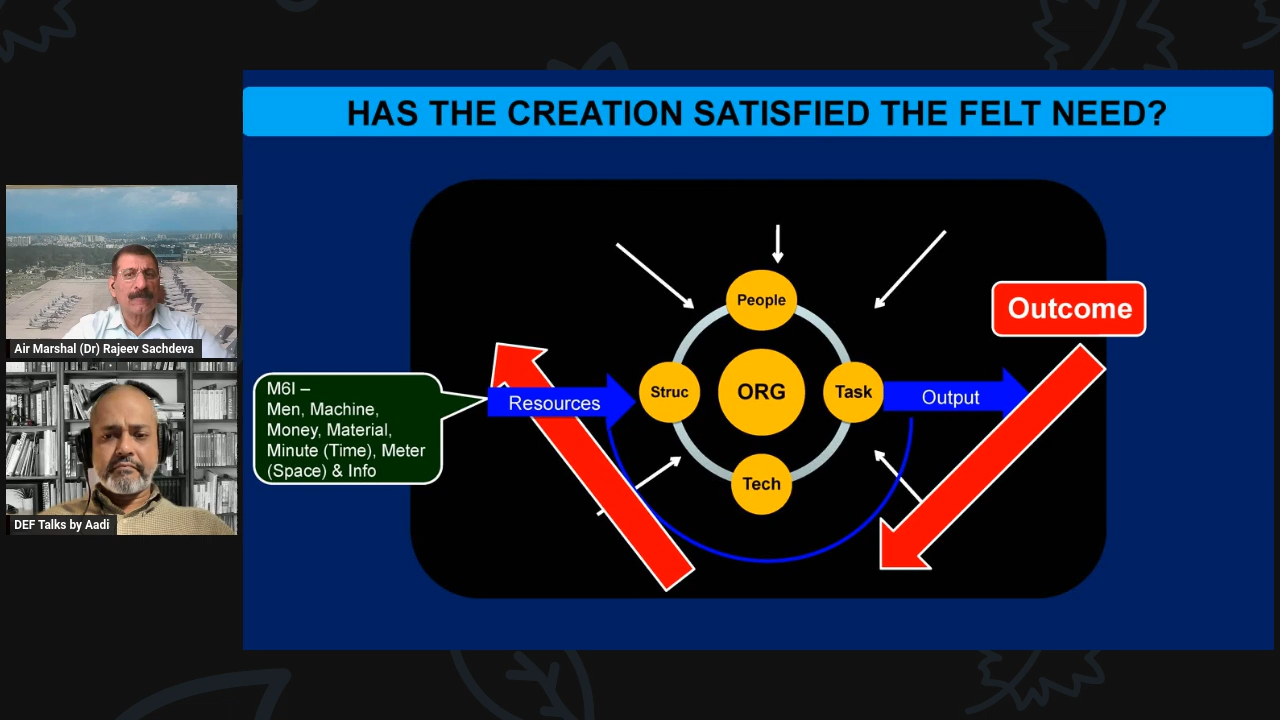 HAS THE CREATION SATISFIED THE FELT NEED?
People
Outcome
Air Marshal (Dr) Rajeev Sachdeva
M6I –
Men, Machine,
Money, Material,
Minute (Time), Meter
(Space) & Info
Resources
Struc
ORG
Task
Output
Tech
DEF Talks by Aadi